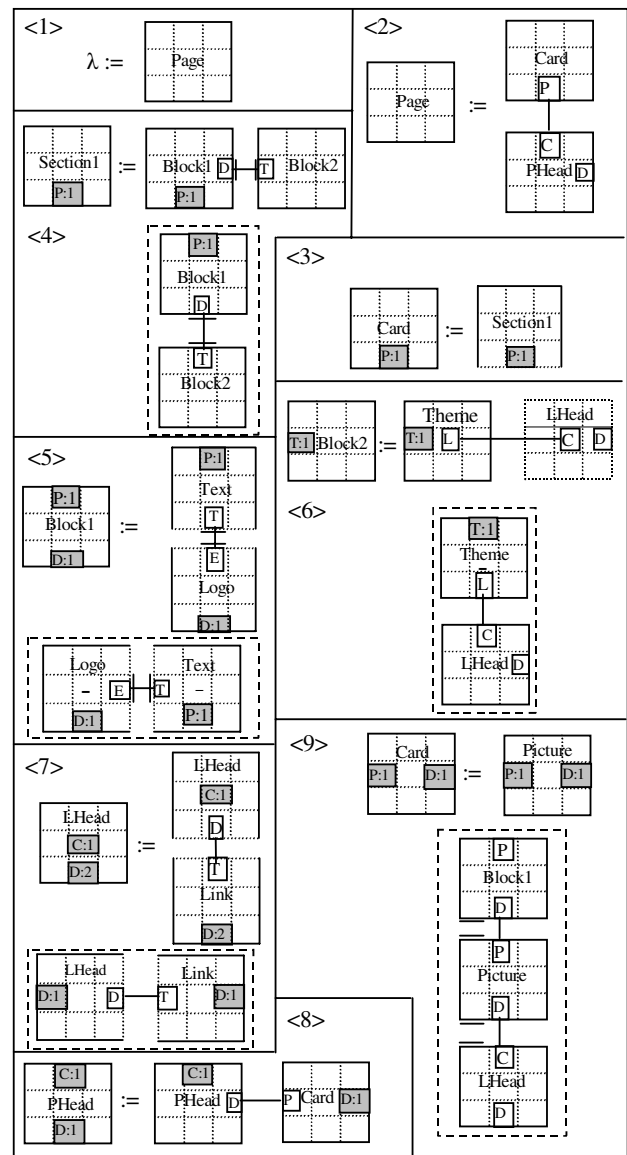 <1>
λ := Page
<2>
Page := Card
P
C
PHead D
Section1 := Block1 D T Block2
P:1 P:1
<4>
P:1
Block1
D
T
Block2
<3>
Card := Section1
P:1 P:1
T:1 Block2 := Theme LHead
T:1 L C D
<6>
T:1
Theme
L
C
LHead D
<5>
P:1
Block1 := Text
D:1 T
E
Logo
D:1
Logo Text
– E T –
D:1 P:1
<7>
LHead := LHead
C:1 C:1
D:2 D
T
Link
D:2
LHead Link
D:1 D T D:1
<8>
C:1 C:1
PHead := PHead D P Card D:1
D:1
<9>
Card := Picture
P:1 D:1 P:1 D:1
P
Block1
D
P
Picture
D
C
LHead
D